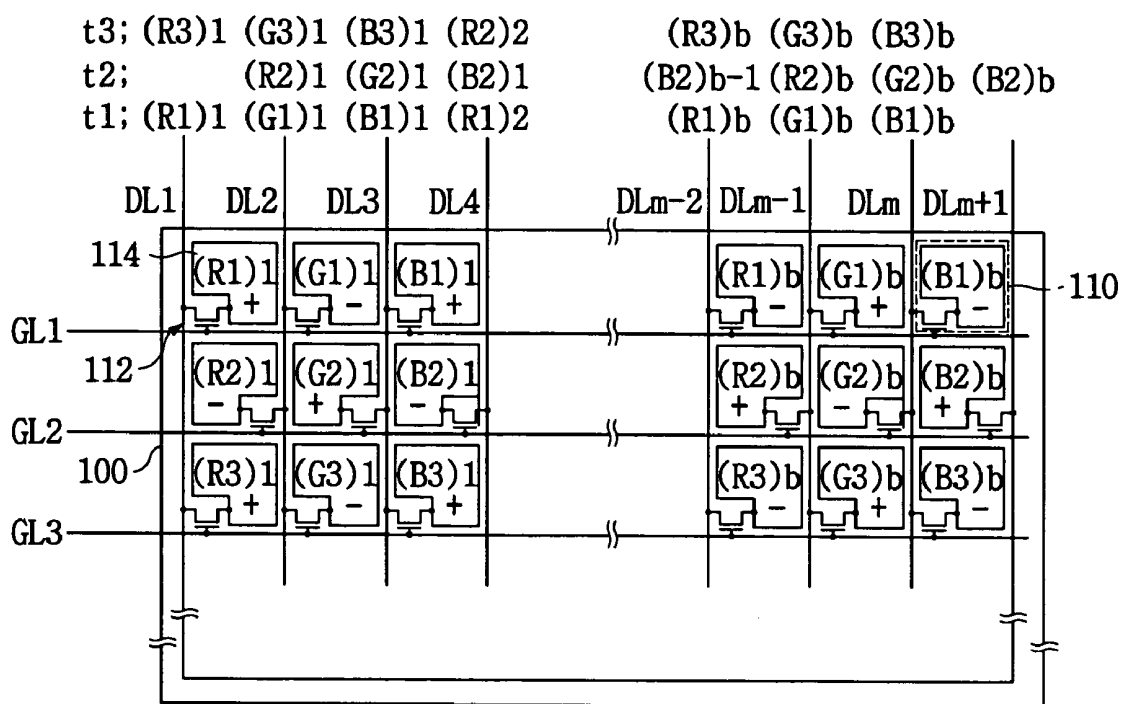 t3; (R3)1 (G3)1 (B3)1 (R2)2 (R3)b (G3)b (B3)b
t2; (R2)1 (G2)1 (B2)1 (B2)b-1 (R2)b (G2)b (B2)b
t1; (R1)1 (G1)1 (B1)1 (R1)2 (R1)b (G1)b (B1)b
DL1 DL2 DL3 DL4 DLm-2 DLm-1 DLm DLm+1
114 (R1)1 (G1)1 (B1)1 (R1)b (G1)b (B1)b 110
+ - + - + -
GL1
112 (R2)1 (G2)1 (B2)1 (R2)b (G2)b (B2)b
- + - + - +
GL2
100 (R3)1 (G3)1 (B3)1 (R3)b (G3)b (B3)b
+ - + - + -
GL3